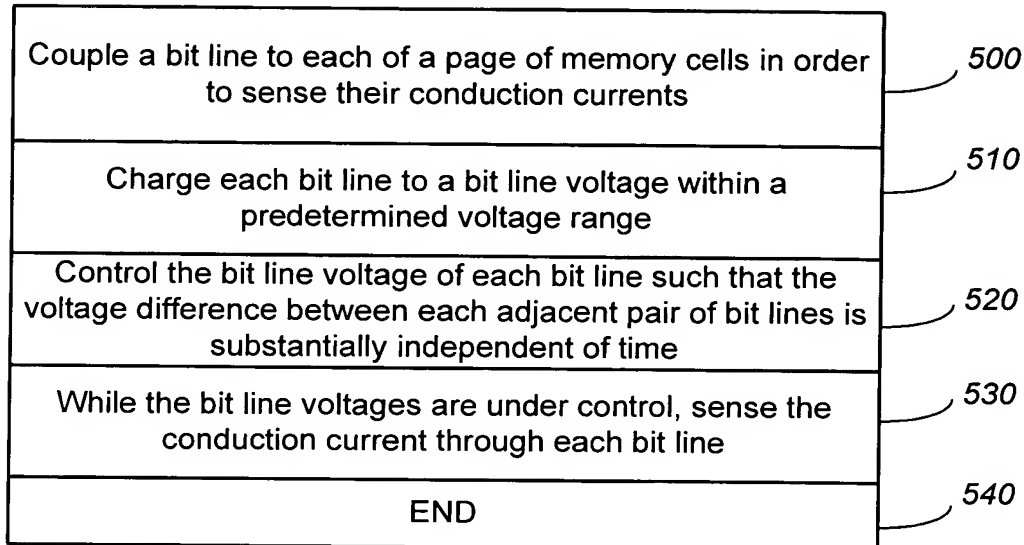 Couple a bit line to each of a page of memory cells in order
to sense their conduction currents
500
Charge each bit line to a bit line voltage within a
predetermined voltage range
510
Control the bit line voltage of each bit line such that the
voltage difference between each adjacent pair of bit lines is
substantially independent of time
520
While the bit line voltages are under control, sense the
conduction current through each bit line
530
END
540